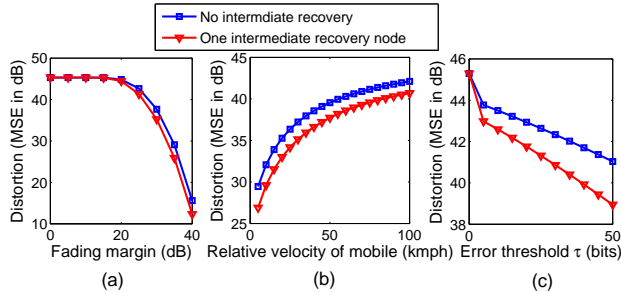 No intermdiate recovery
One intermediate recovery node
50
40
30
20
10
0
20
40
Distortion (MSE in dB)
Fading margin (dB)
(a)
45
40
35
30
25
0
50
100
Distortion (MSE in dB)
Relative velocity of mobile (kmph)
(b)
46
44
42
40
38
0
50
Distortion (MSE in dB)
Error threshold τ (bits)
(c)